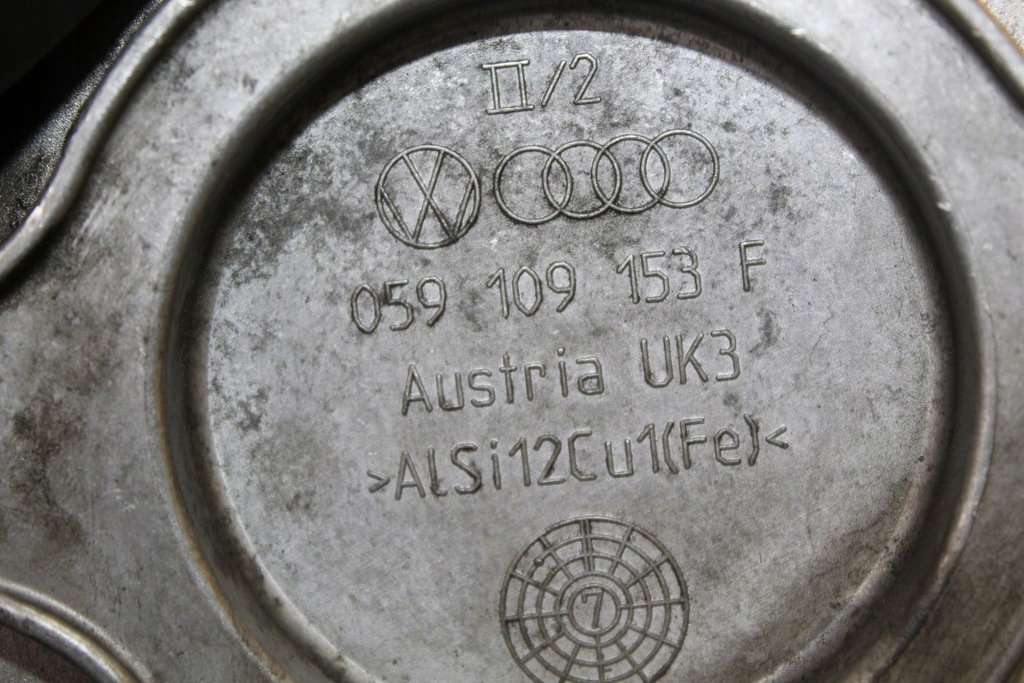 II/2
059 109 153 F
Austria UK3
>AlSi12Cu1(Fe)<
7